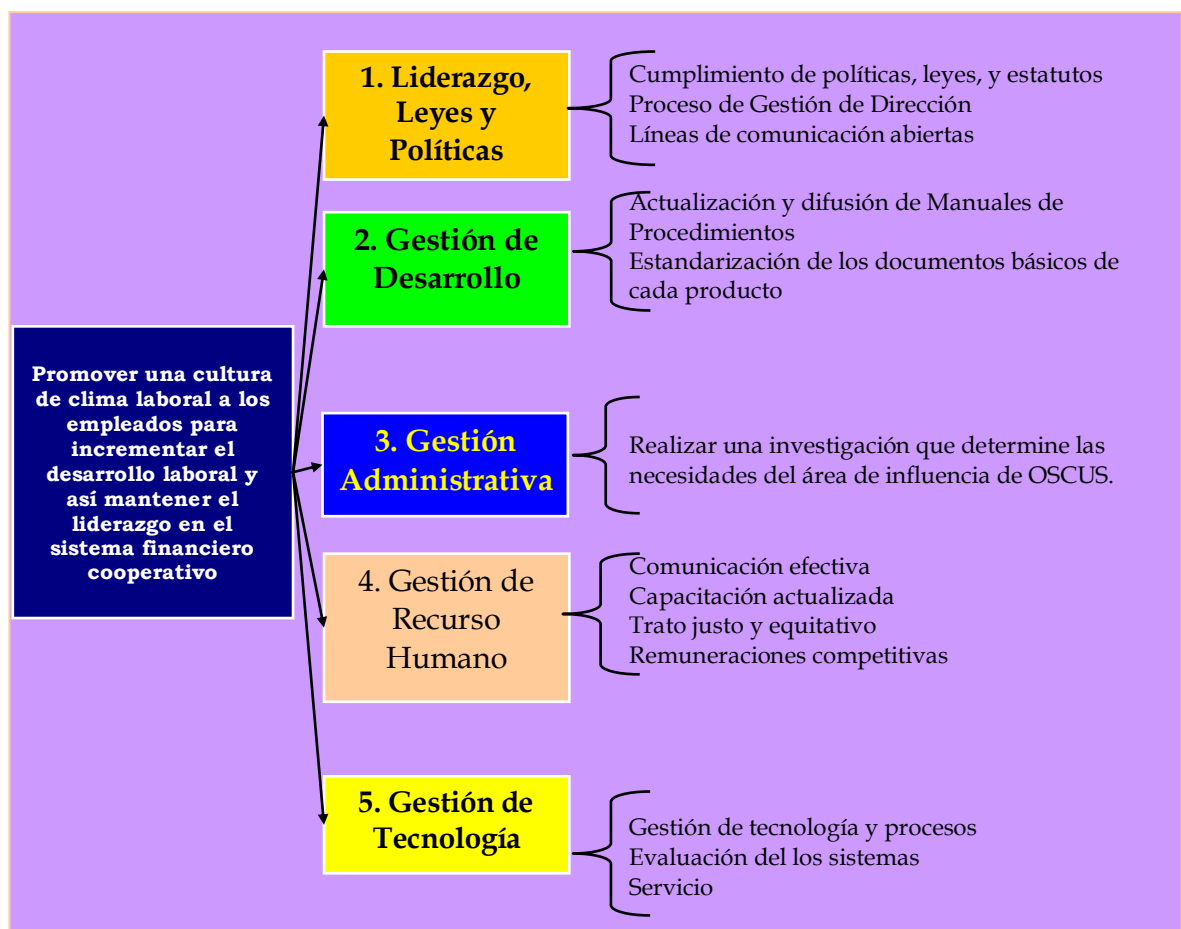 Promover una cultura
de clima laboral a los
empleados para
incrementar el
desarrollo laboral y
así mantener el
liderazgo en el
sistema financiero
cooperativo
1. Liderazgo,
Leyes y
Políticas
Cumplimiento de políticas, leyes, y estatutos
Proceso de Gestión de Dirección
Líneas de comunicación abiertas
2. Gestión de
Desarrollo
Actualización y difusión de Manuales de
Procedimientos
Estandarización de los documentos básicos de
cada producto
3. Gestión
Administrativa
Realizar una investigación que determine las
necesidades del área de influencia de OSCUS.
4. Gestión de
Recurso
Humano
Comunicación efectiva
Capacitación actualizada
Trato justo y equitativo
Remuneraciones competitivas
5. Gestión de
Tecnología
Gestión de tecnología y procesos
Evaluación del los sistemas
Servicio